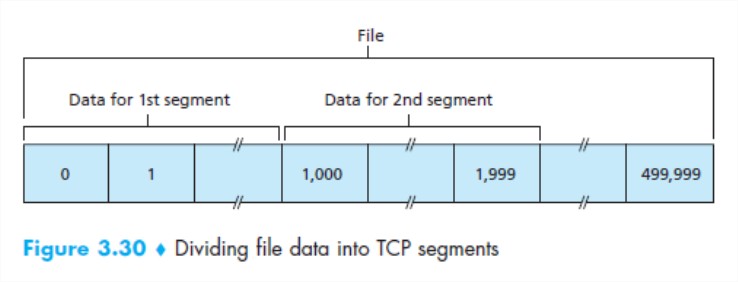 File
Data for 1st segment Data for 2nd segment
0 1 1,000 1,999 499,999
Figure 3.30 ♦ Dividing file data into TCP segments